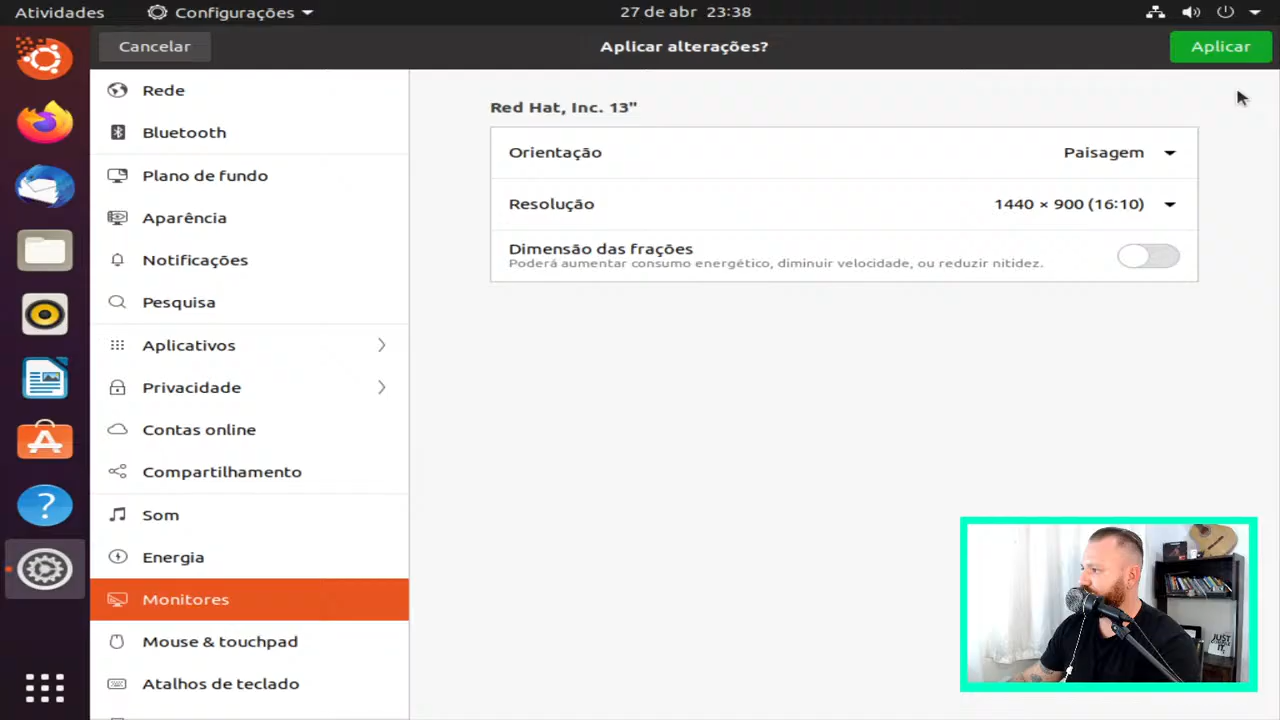 Atividades
Configurações
27 de abr 23:38
Cancelar
Aplicar alterações?
Aplicar
Rede
Bluetooth
Plano de fundo
Aparência
Notificações
Pesquisa
Aplicativos
Privacidade
Contas online
Compartilhamento
Som
Energia
Monitores
Mouse & touchpad
Atalhos de teclado
Red Hat, Inc. 13"
Orientação
Paisagem
Resolução
1440 × 900 (16:10)
Dimensão das frações
Poderá aumentar consumo energético, diminuir velocidade, ou reduzir nitidez.
JUST
IT